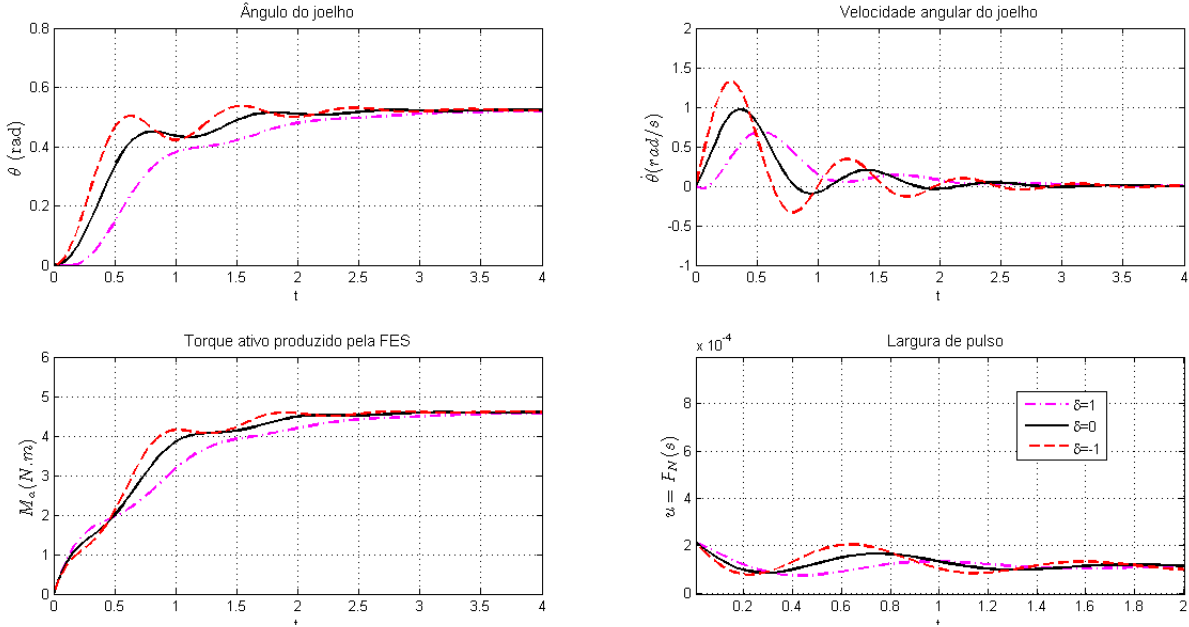 Ângulo do joelho
0.8
0.6
0.4
0.2
0
θ (rad)
0 0.5 1 1.5 2 2.5 3 3.5 4
t
Velocidade angular do joelho
2
1.5
1
0.5
0
-0.5
-1
θ̇(rad/s)
0 0.5 1 1.5 2 2.5 3 3.5 4
t
Torque ativo produzido pela FES
6
5
4
3
2
1
0
Mₐ(N.m)
0 0.5 1 1.5 2 2.5 3 3.5 4
t
Largura de pulso
x 10⁻⁴
8
6
4
2
0
u = P_N(s)
0.2 0.4 0.6 0.8 1 1.2 1.4 1.6 1.8 2
t
δ=1
δ=0
δ=-1